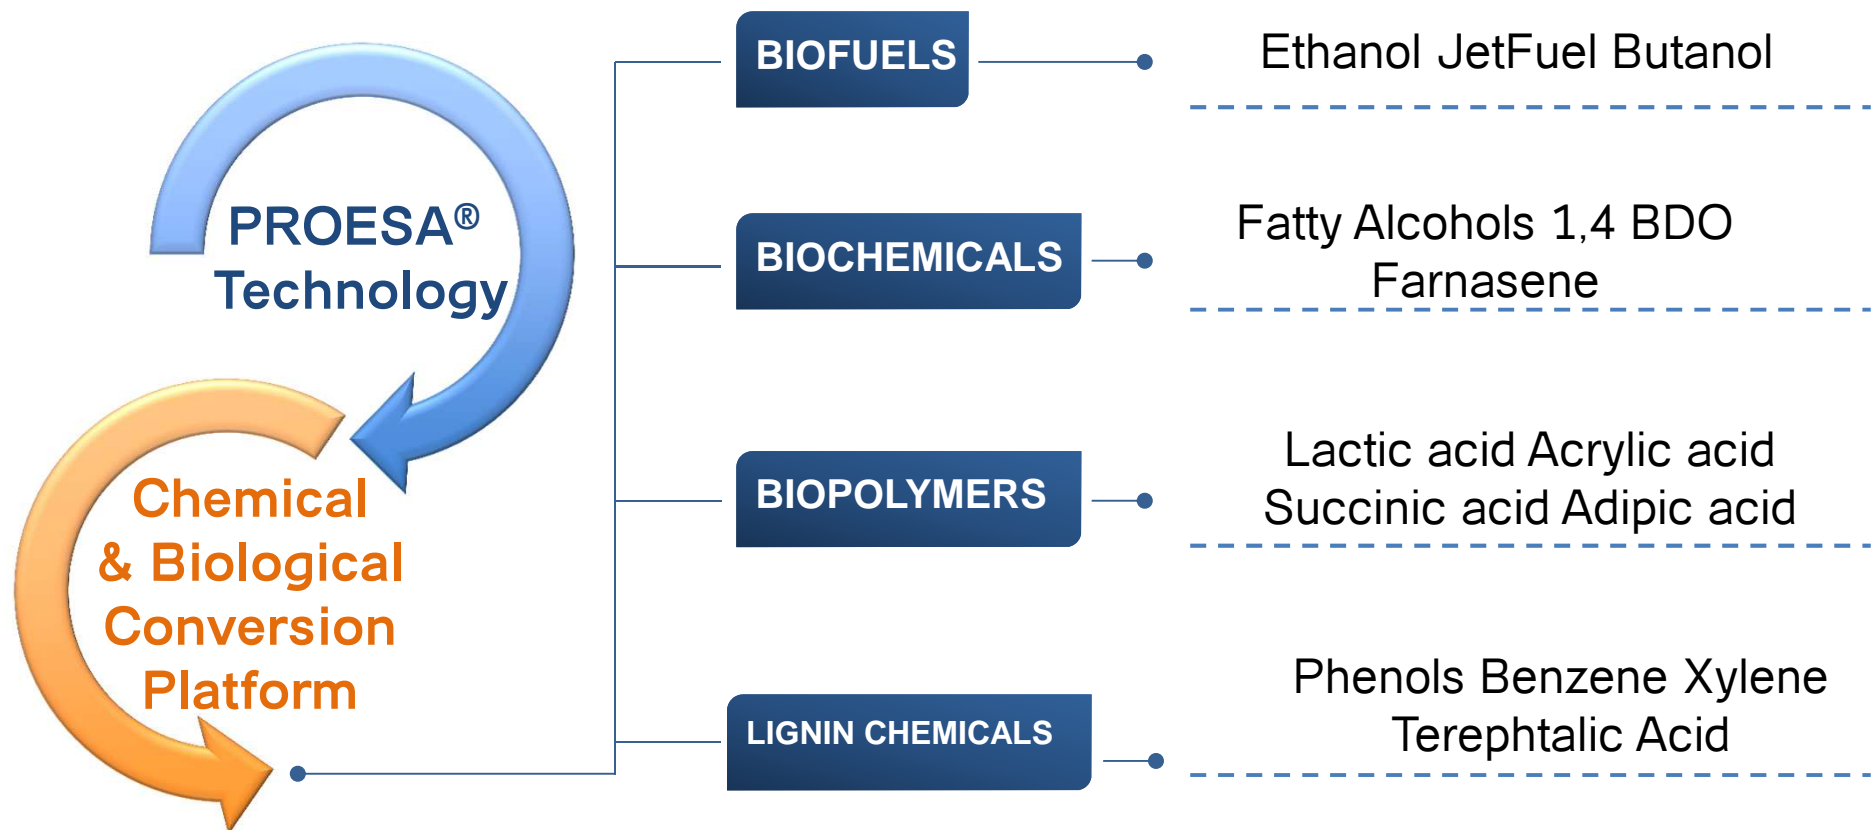 PROESA®
Technology
Chemical
& Biological
Conversion
Platform
BIOFUELS
Ethanol JetFuel Butanol
BIOCHEMICALS
Fatty Alcohols 1,4 BDO
Farnasene
BIOPOLYMERS
Lactic acid Acrylic acid
Succinic acid Adipic acid
LIGNIN CHEMICALS
Phenols Benzene Xylene
Terephtalic Acid